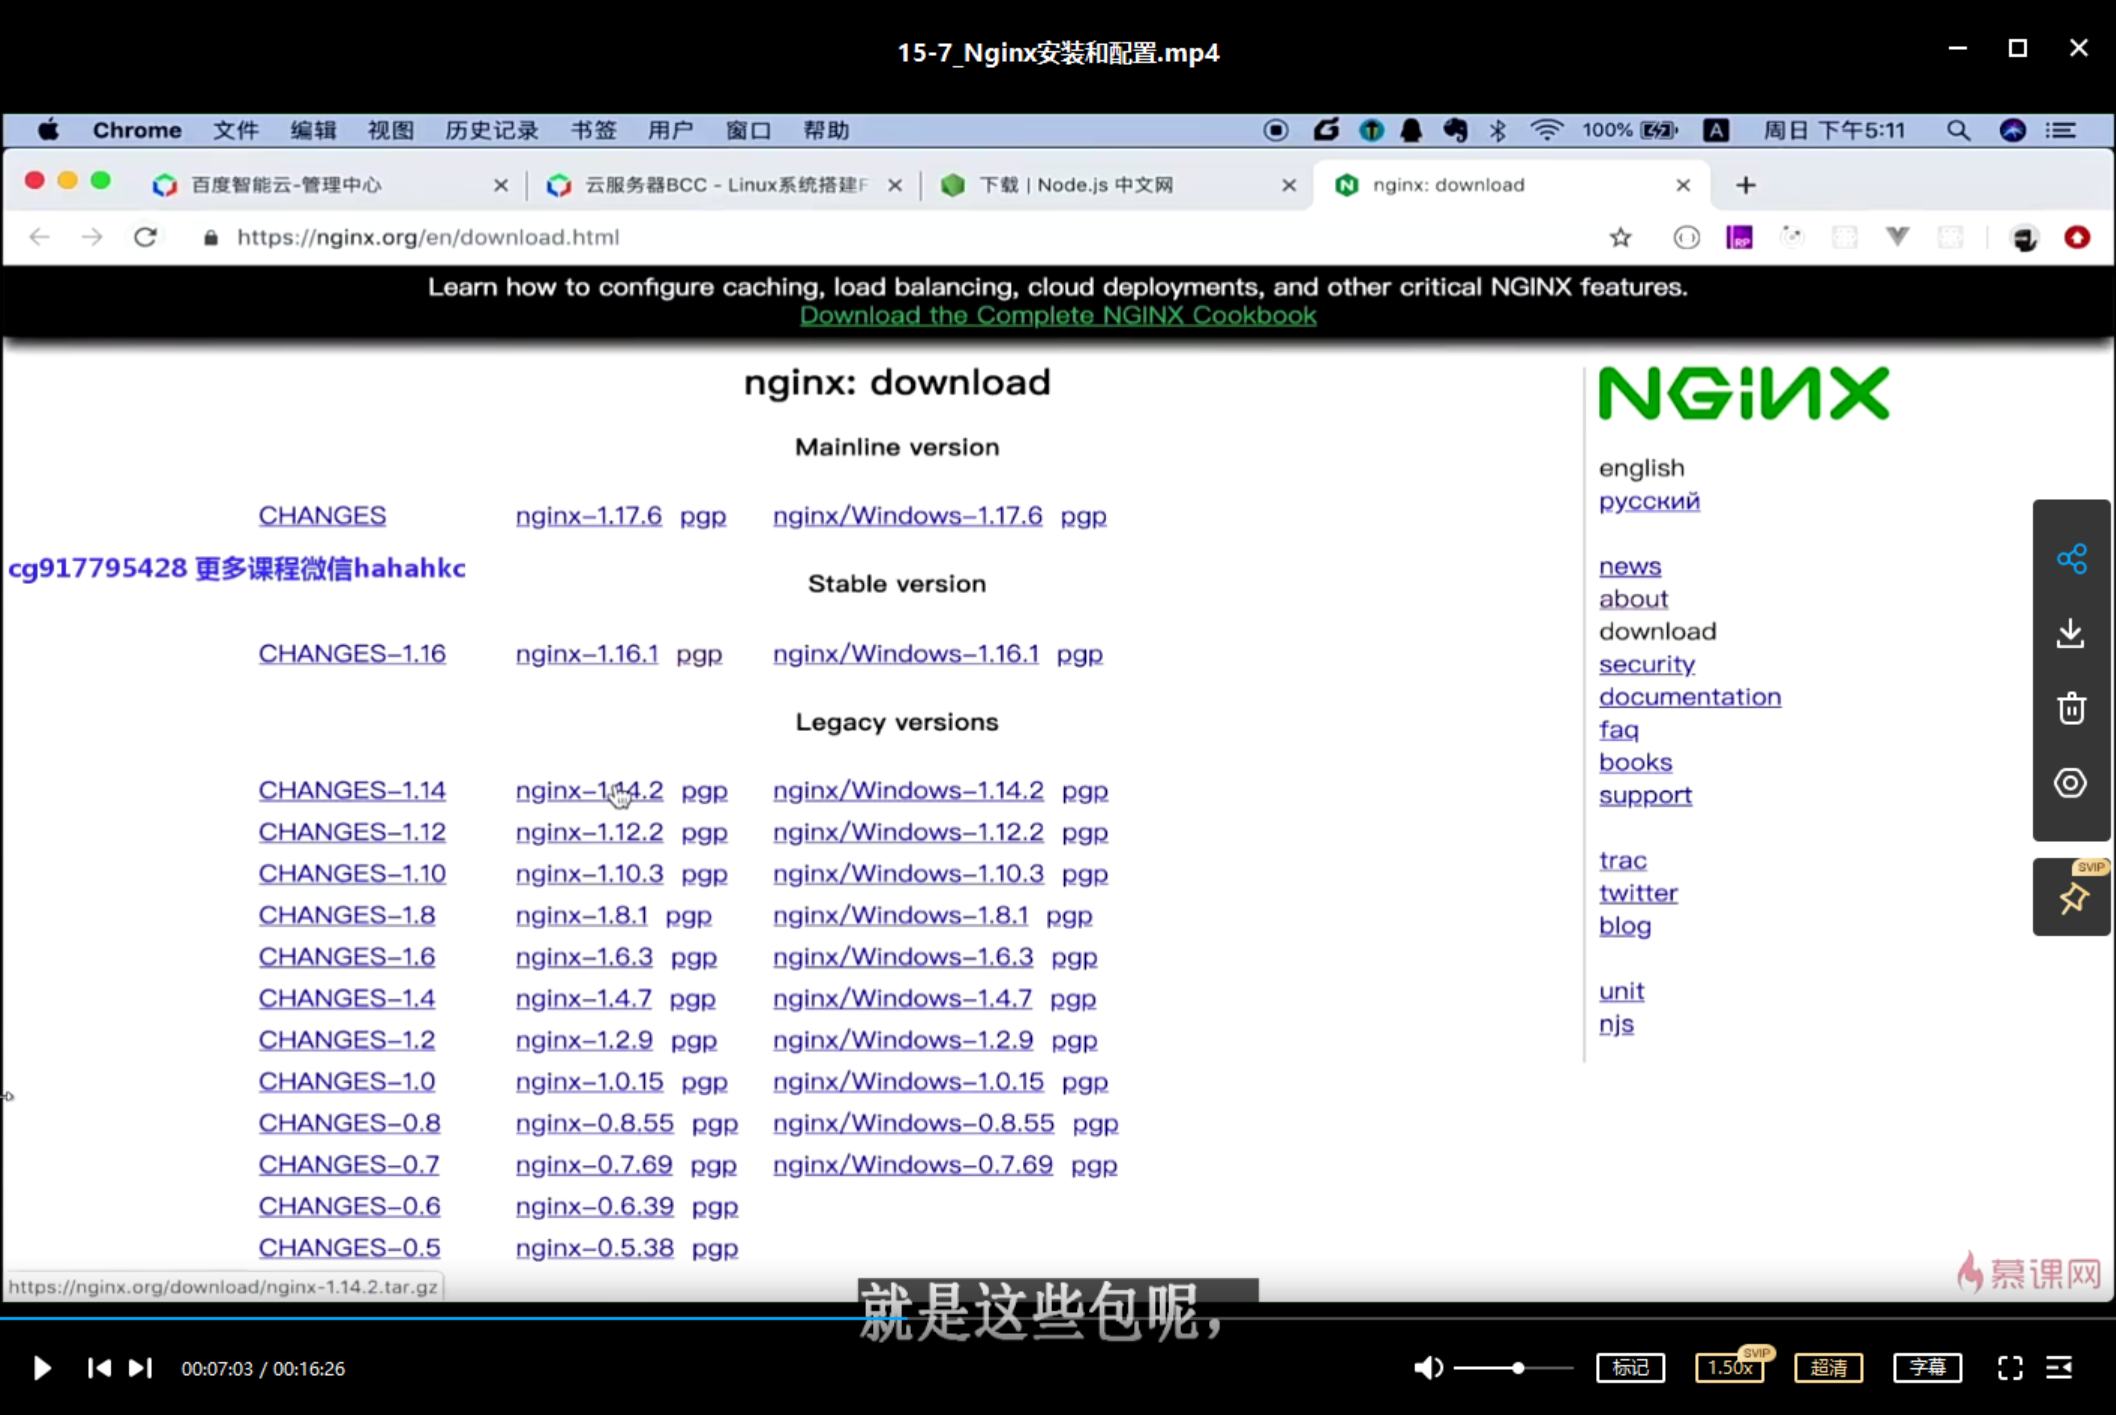 15-7_Nginx安装和配置.mp4
Chrome 文件 编辑 视图 历史记录 书签 用户 窗口 帮助 100% A 周日 下午5:11
百度智能云-管理中心 云服务器BCC - Linux系统搭建F 下载 | Node.js 中文网 nginx: download
https://nginx.org/en/download.html
Learn how to configure caching, load balancing, cloud deployments, and other critical NGINX features.
Download the Complete NGINX Cookbook
nginx: download
Mainline version
CHANGES nginx-1.17.6 pgp nginx/Windows-1.17.6 pgp
cg917795428 更多课程微信hahahkc
Stable version
CHANGES-1.16 nginx-1.16.1 pgp nginx/Windows-1.16.1 pgp
Legacy versions
CHANGES-1.14 nginx-1.14.2 pgp nginx/Windows-1.14.2 pgp
CHANGES-1.12 nginx-1.12.2 pgp nginx/Windows-1.12.2 pgp
CHANGES-1.10 nginx-1.10.3 pgp nginx/Windows-1.10.3 pgp
CHANGES-1.8 nginx-1.8.1 pgp nginx/Windows-1.8.1 pgp
CHANGES-1.6 nginx-1.6.3 pgp nginx/Windows-1.6.3 pgp
CHANGES-1.4 nginx-1.4.7 pgp nginx/Windows-1.4.7 pgp
CHANGES-1.2 nginx-1.2.9 pgp nginx/Windows-1.2.9 pgp
CHANGES-1.0 nginx-1.0.15 pgp nginx/Windows-1.0.15 pgp
CHANGES-0.8 nginx-0.8.55 pgp nginx/Windows-0.8.55 pgp
CHANGES-0.7 nginx-0.7.69 pgp nginx/Windows-0.7.69 pgp
CHANGES-0.6 nginx-0.6.39 pgp
CHANGES-0.5 nginx-0.5.38 pgp
NGINX
english
русский
news
about
download
security
documentation
faq
books
support
trac
twitter
blog
unit
njs
SVIP
https://nginx.org/download/nginx-1.14.2.tar.gz
慕课网
就是这些包呢，
00:07:03 / 00:16:26 标记 1.50x SVIP 超清 字幕